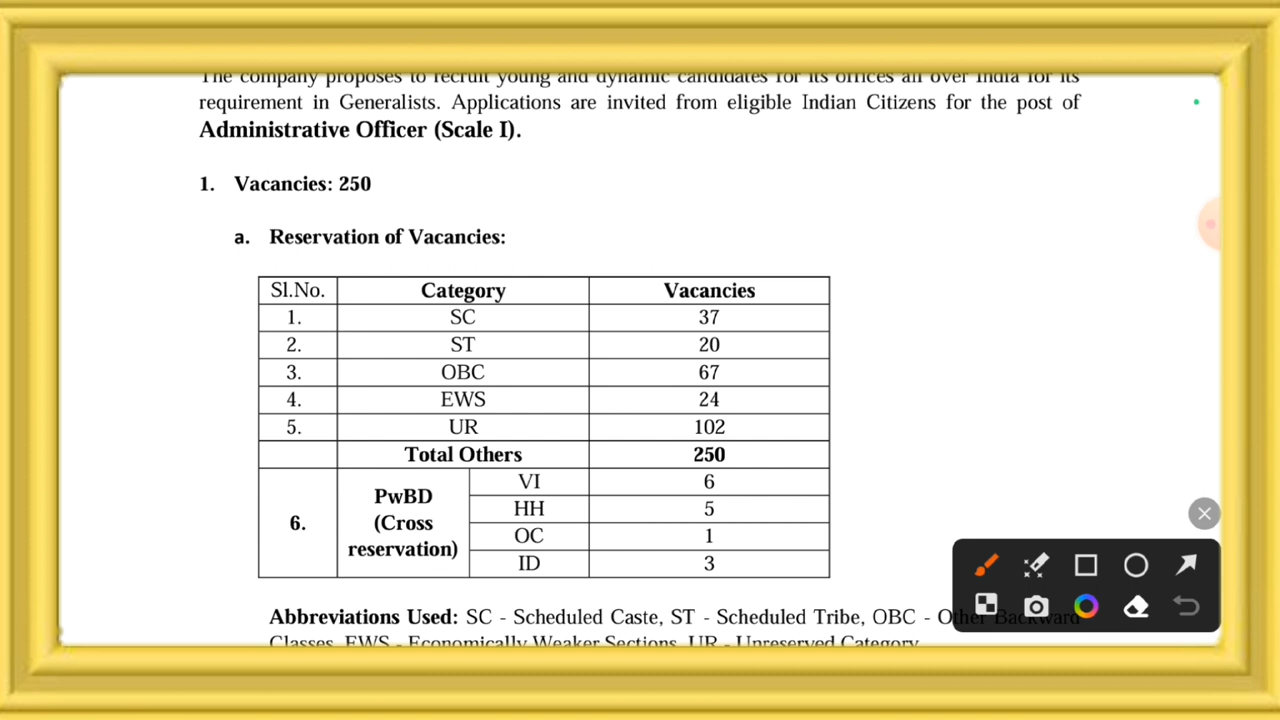 The company proposes to recruit young and dynamic candidates for its offices all over India for its
requirement in Generalists. Applications are invited from eligible Indian Citizens for the post of
Administrative Officer (Scale I).
1. Vacancies: 250
a. Reservation of Vacancies:
Sl.No. Category Vacancies
1. SC 37
2. ST 20
3. OBC 67
4. EWS 24
5. UR 102
Total Others 250
6. PwBD (Cross reservation) VI 6
HH 5
OC 1
ID 3
Abbreviations Used: SC - Scheduled Caste, ST - Scheduled Tribe, OBC - Other Backward
Classes, EWS - Economically Weaker Sections, UR - Unreserved Category